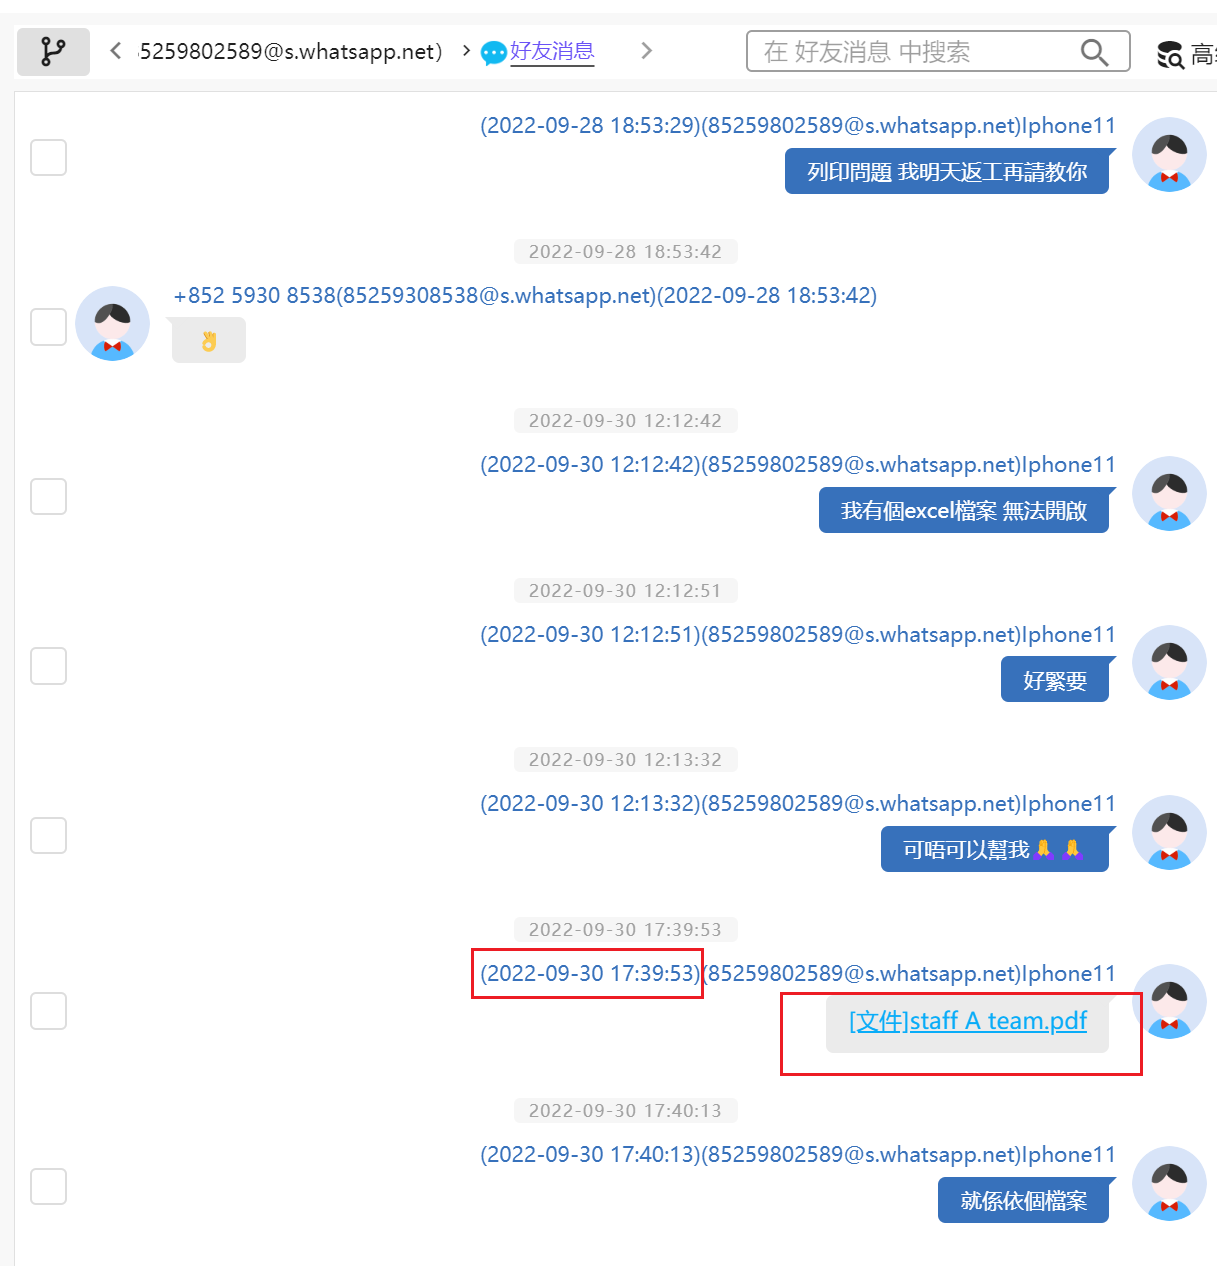 5259802589@s.whatsapp.net) > 好友消息
在 好友消息 中搜索
高
(2022-09-28 18:53:29)(85259802589@s.whatsapp.net)Iphone11
列印問題 我明天返工再請教你
2022-09-28 18:53:42
+852 5930 8538(85259308538@s.whatsapp.net)(2022-09-28 18:53:42)
👌
2022-09-30 12:12:42
(2022-09-30 12:12:42)(85259802589@s.whatsapp.net)Iphone11
我有個excel檔案 無法開啟
2022-09-30 12:12:51
(2022-09-30 12:12:51)(85259802589@s.whatsapp.net)Iphone11
好緊要
2022-09-30 12:13:32
(2022-09-30 12:13:32)(85259802589@s.whatsapp.net)Iphone11
可唔可以幫我🙏🙏
2022-09-30 17:39:53
(2022-09-30 17:39:53)(85259802589@s.whatsapp.net)Iphone11
[文件]staff A team.pdf
2022-09-30 17:40:13
(2022-09-30 17:40:13)(85259802589@s.whatsapp.net)Iphone11
就係依個檔案